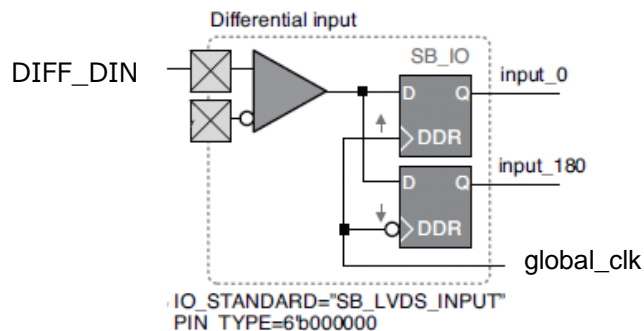 Differential input
SB_IO
DIFF_DIN
input_0
D Q
DDR
input_180
D Q
DDR
global_clk
IO_STANDARD="SB_LVDS_INPUT"
PIN_TYPE=6'b000000